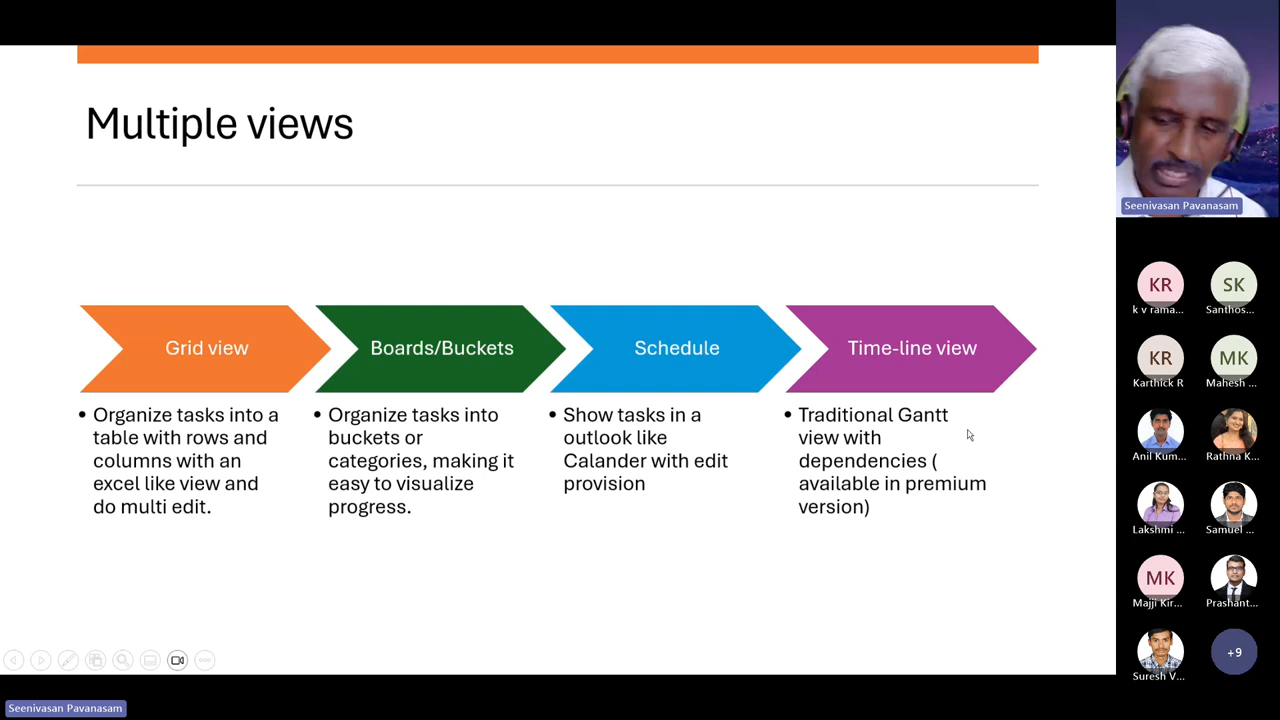 Multiple views
Grid view
Boards/Buckets
Schedule
Time-line view
• Organize tasks into a
table with rows and
columns with an
excel like view and
do multi edit.
• Organize tasks into
buckets or
categories, making it
easy to visualize
progress.
• Show tasks in a
outlook like
Calander with edit
provision
• Traditional Gantt
view with
dependencies (
available in premium
version)
Seenivasan Pavanasam
KR
SK
k v rama...
Santhos...
KR
MK
Karthick R
Mahesh ...
Anil Kum...
Rathna K...
Lakshmi ...
Samuel ...
MK
Majji Kir...
Prashant...
Suresh V...
+9
Seenivasan Pavanasam